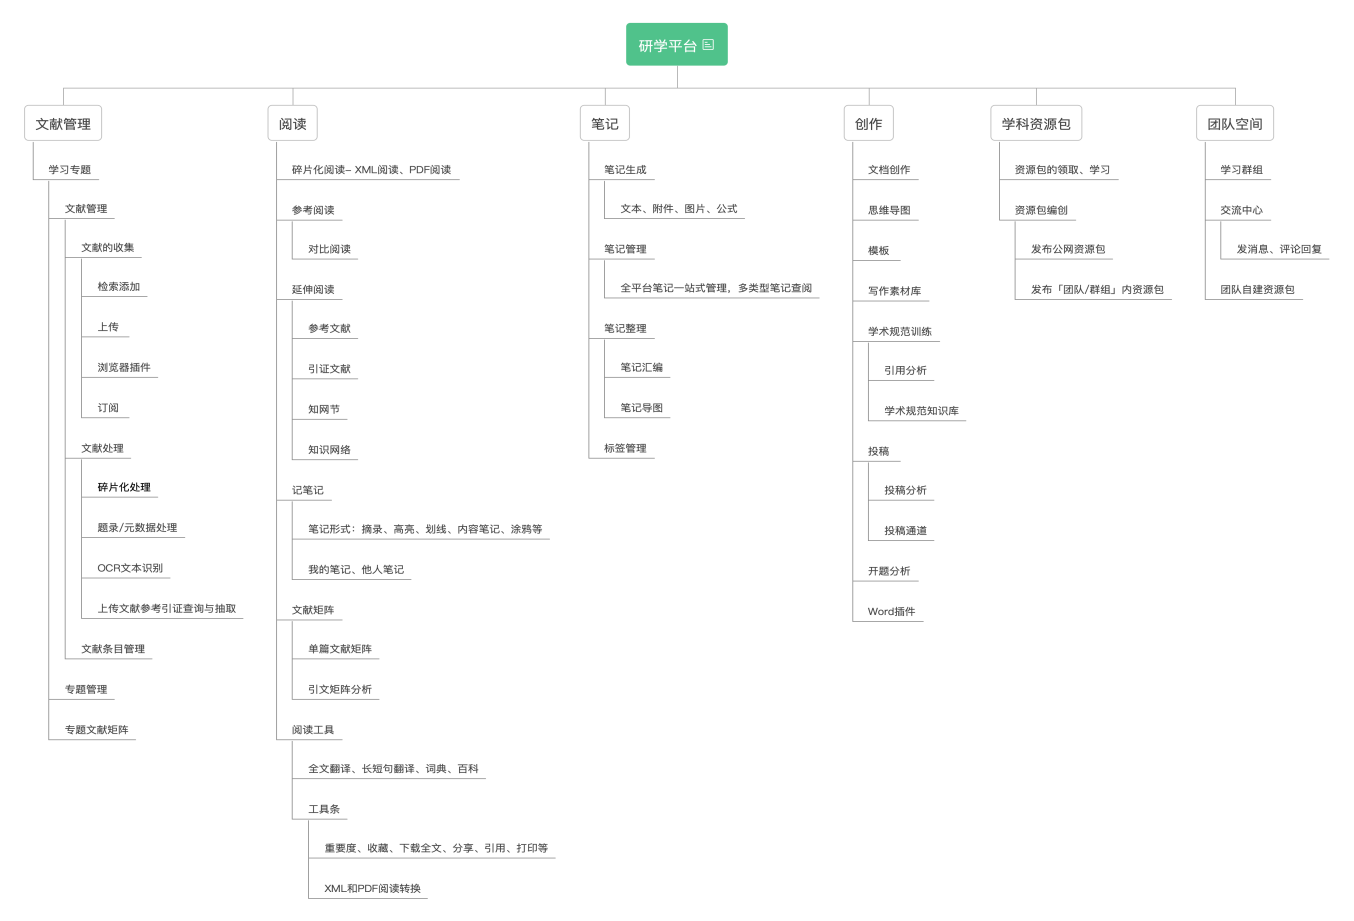 研学平台
文献管理
学习专题
文献管理
文献的收集
检索添加
上传
浏览器插件
订阅
文献处理
碎片化处理
题录/元数据处理
OCR文本识别
上传文献参考引证查询与抽取
文献条目管理
专题管理
专题文献矩阵
阅读
碎片化阅读- XML阅读、PDF阅读
参考阅读
对比阅读
延伸阅读
参考文献
引证文献
知网节
知识网络
记笔记
笔记形式：摘录、高亮、划线、内容笔记、涂鸦等
我的笔记、他人笔记
文献矩阵
单篇文献矩阵
引文矩阵分析
阅读工具
全文翻译、长短句翻译、词典、百科
工具条
重要度、收藏、下载全文、分享、引用、打印等
XML和PDF阅读转换
笔记
笔记生成
文本、附件、图片、公式
笔记管理
全平台笔记一站式管理，多类型笔记查阅
笔记整理
笔记汇编
笔记导图
标签管理
创作
文档创作
思维导图
模板
写作素材库
学术规范训练
引用分析
学术规范知识库
投稿
投稿分析
投稿通道
开题分析
Word插件
学科资源包
资源包的领取、学习
资源包编创
发布公网资源包
发布「团队/群组」内资源包
团队空间
学习群组
交流中心
发消息、评论回复
团队自建资源包